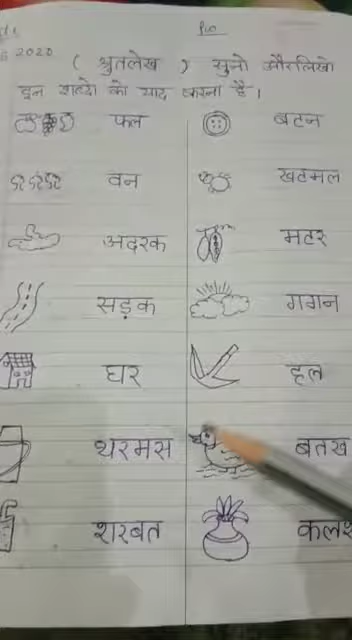 2020
( श्रुतलेख ) सुनो और लिखो
इन शब्दो को याद करना है।
फल बटन
वन खटमल
अदरक मटर
सड़क गगन
घर हल
थरमस बतख
शरबत कलश